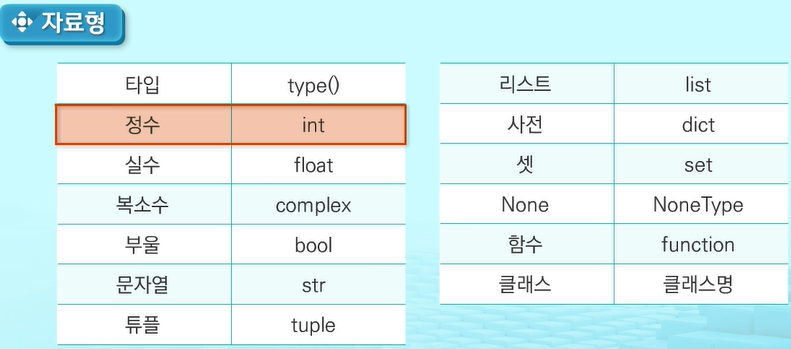 자료형
타입 type()
정수 int
실수 float
복소수 complex
부울 bool
문자열 str
튜플 tuple
리스트 list
사전 dict
셋 set
None NoneType
함수 function
클래스 클래스명